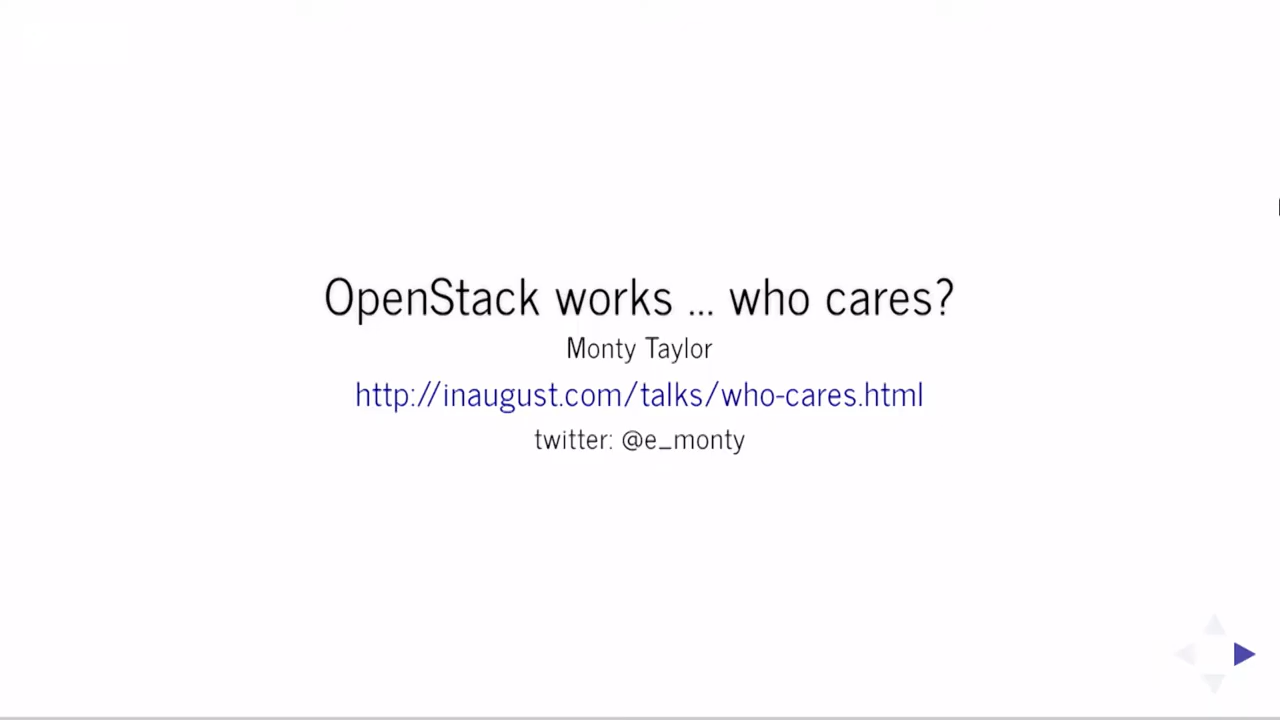 OpenStack works ... who cares?
Monty Taylor
http://inaugust.com/talks/who-cares.html
twitter: @e_monty